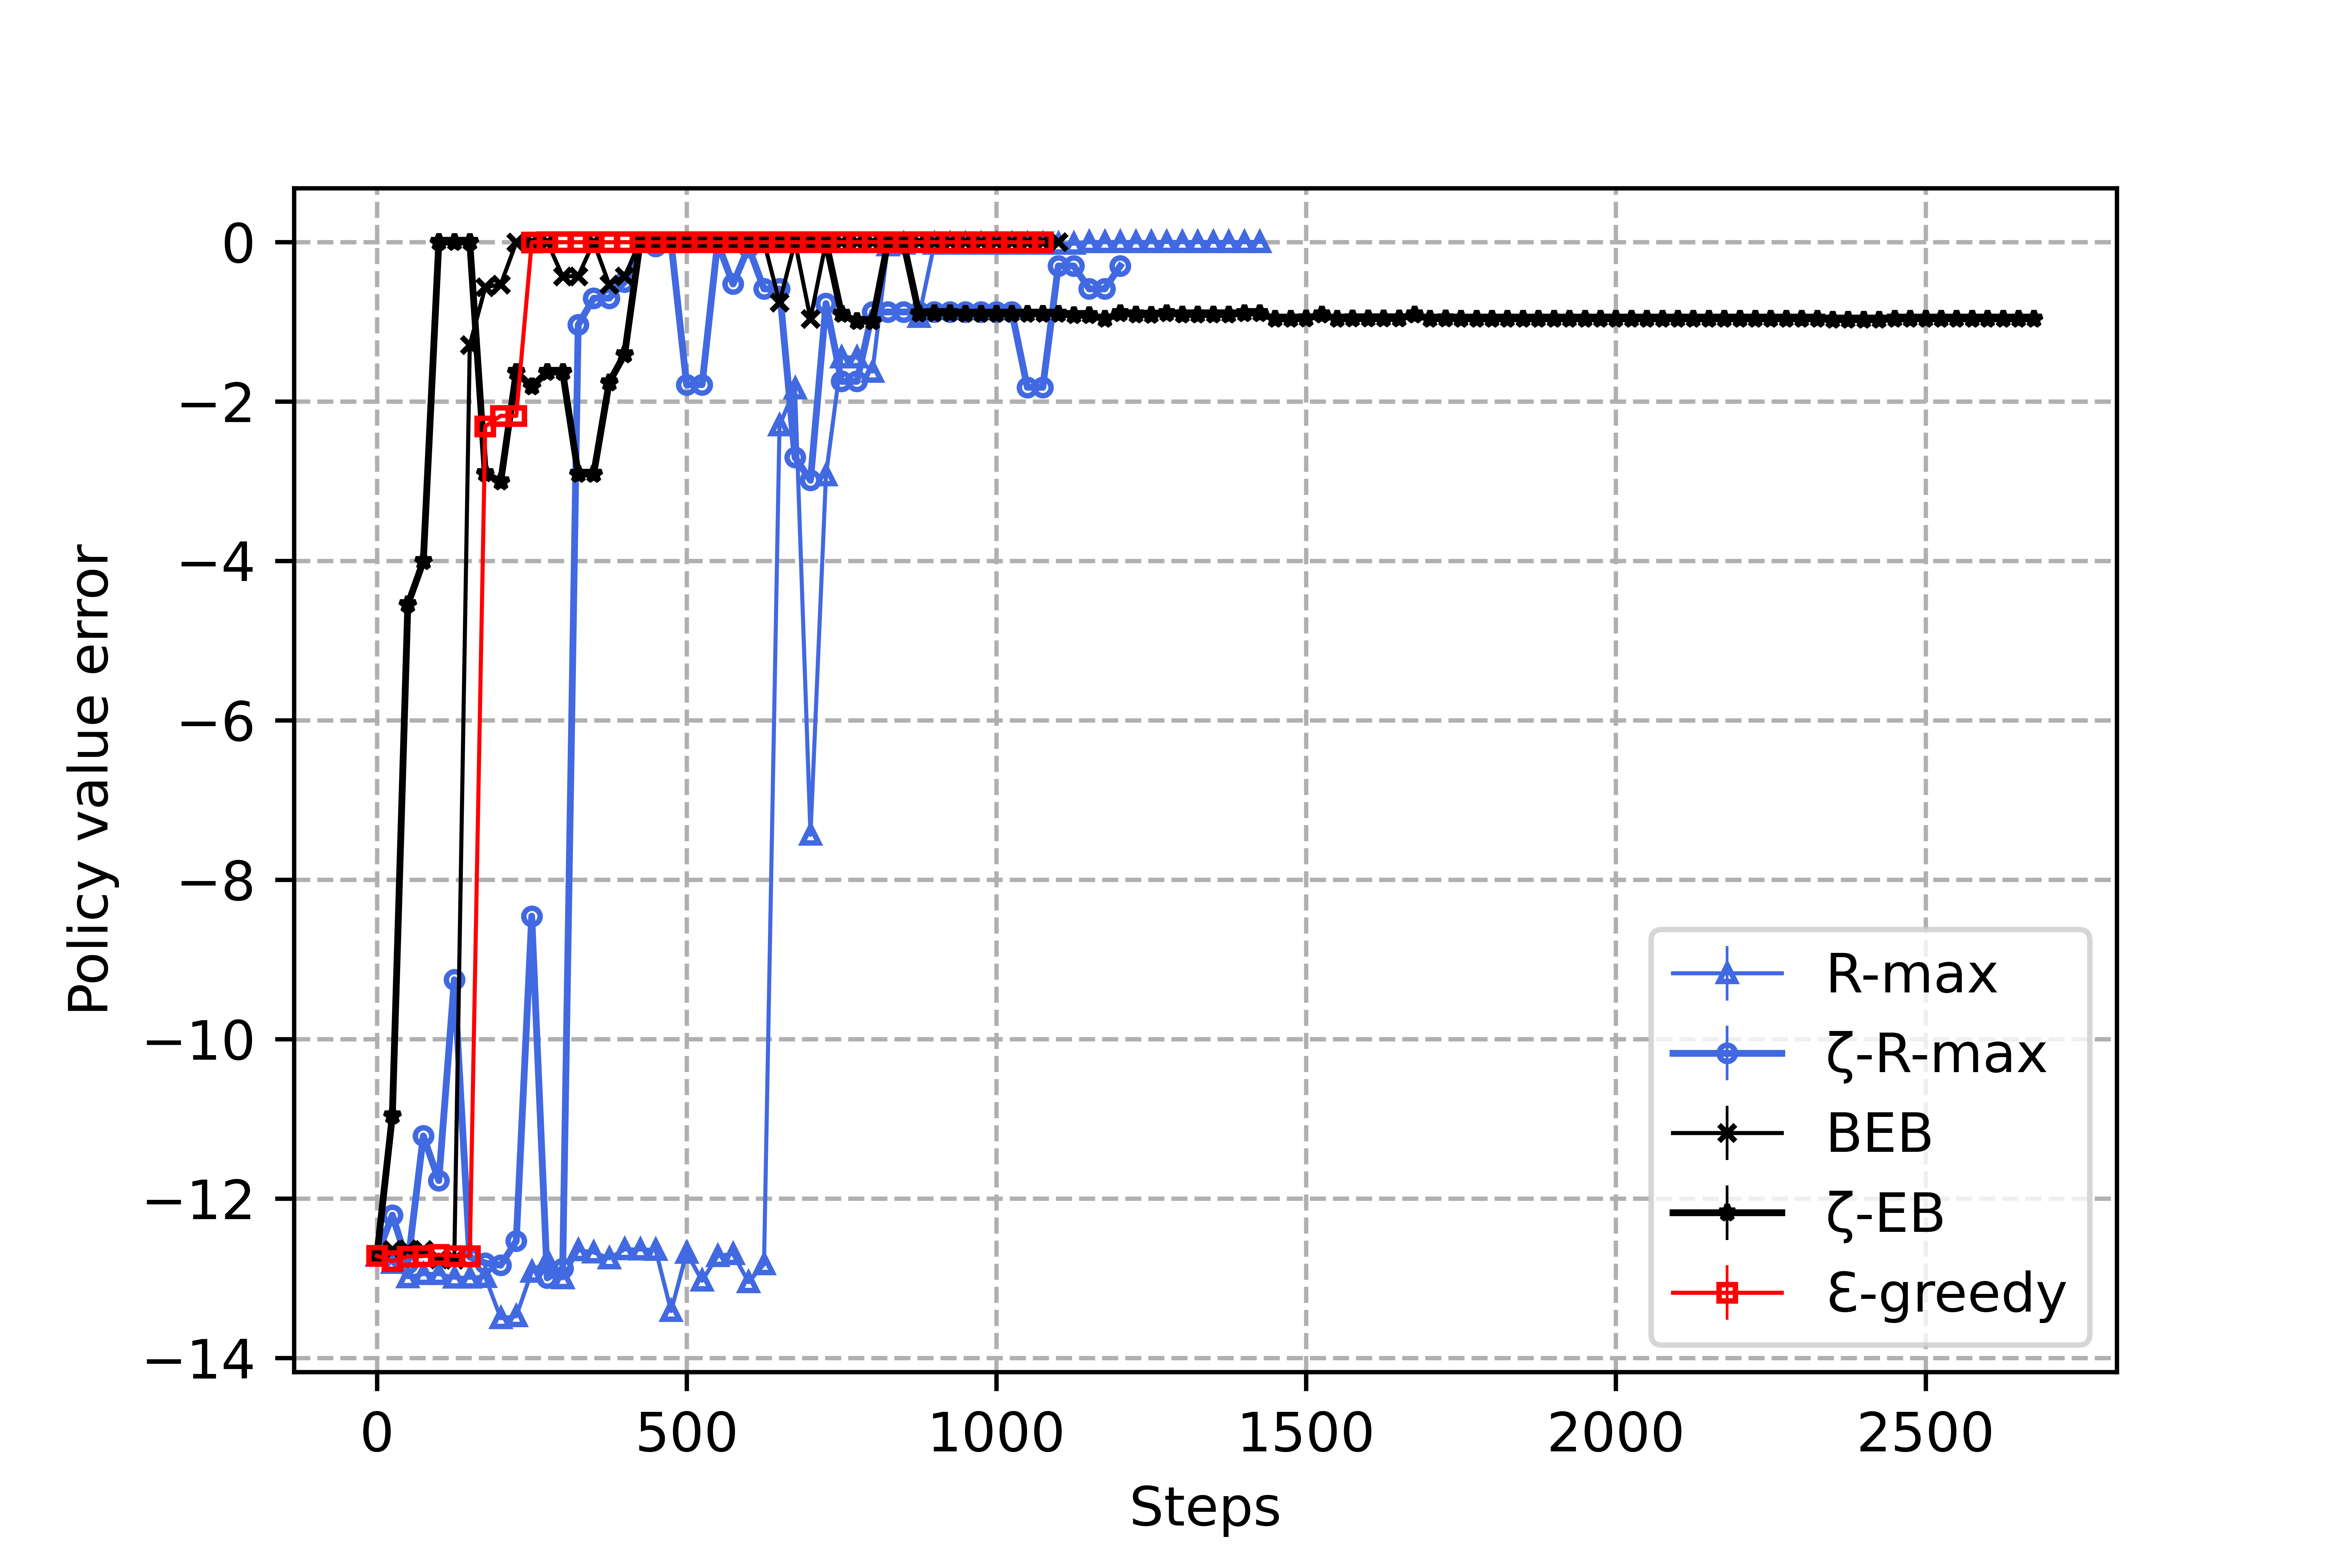 0
−2
−4
−6
−8
−10
−12
−14
Policy value error
0 500 1000 1500 2000 2500
Steps
R-max
ζ-R-max
BEB
ζ-EB
Ɛ-greedy